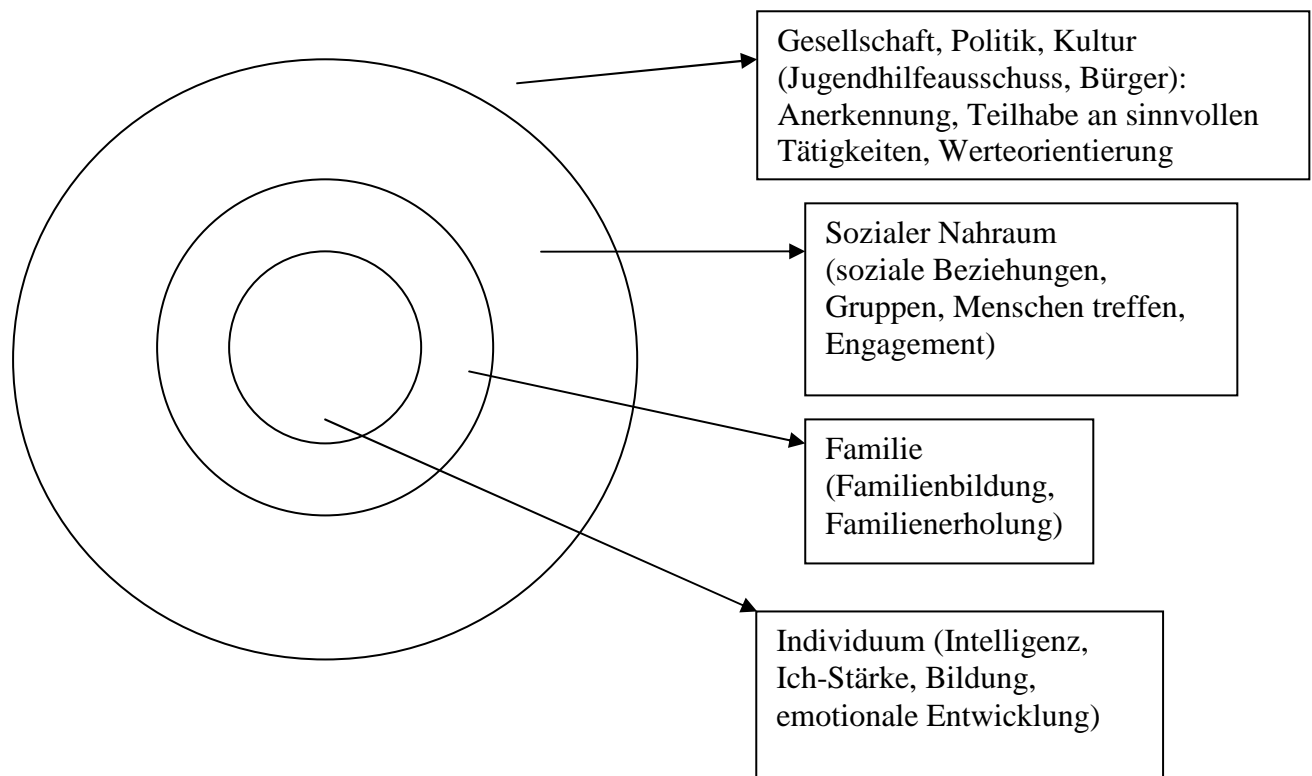 Gesellschaft, Politik, Kultur
(Jugendhilfeausschuss, Bürger):
Anerkennung, Teilhabe an sinnvollen
Tätigkeiten, Werteorientierung
Sozialer Nahraum
(soziale Beziehungen,
Gruppen, Menschen treffen,
Engagement)
Familie
(Familienbildung,
Familienerholung)
Individuum (Intelligenz,
Ich-Stärke, Bildung,
emotionale Entwicklung)